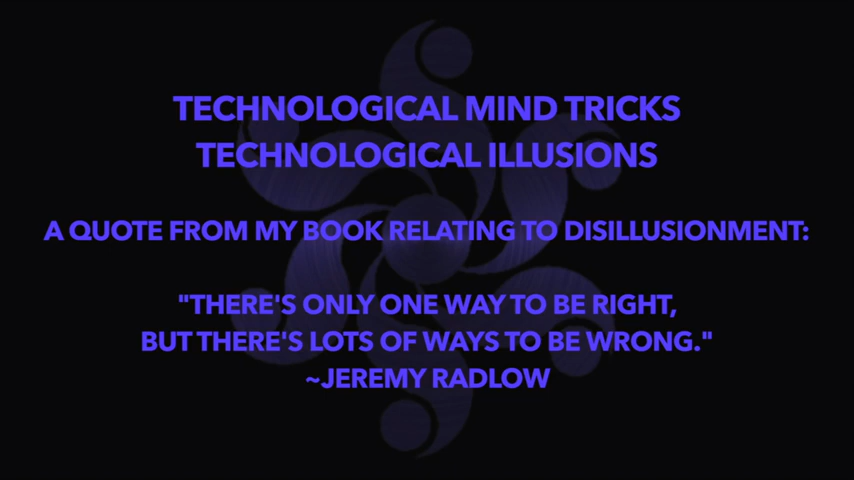 TECHNOLOGICAL MIND TRICKS
TECHNOLOGICAL ILLUSIONS
A QUOTE FROM MY BOOK RELATING TO DISILLUSIONMENT:
"THERE'S ONLY ONE WAY TO BE RIGHT,
BUT THERE'S LOTS OF WAYS TO BE WRONG."
~JEREMY RADLOW